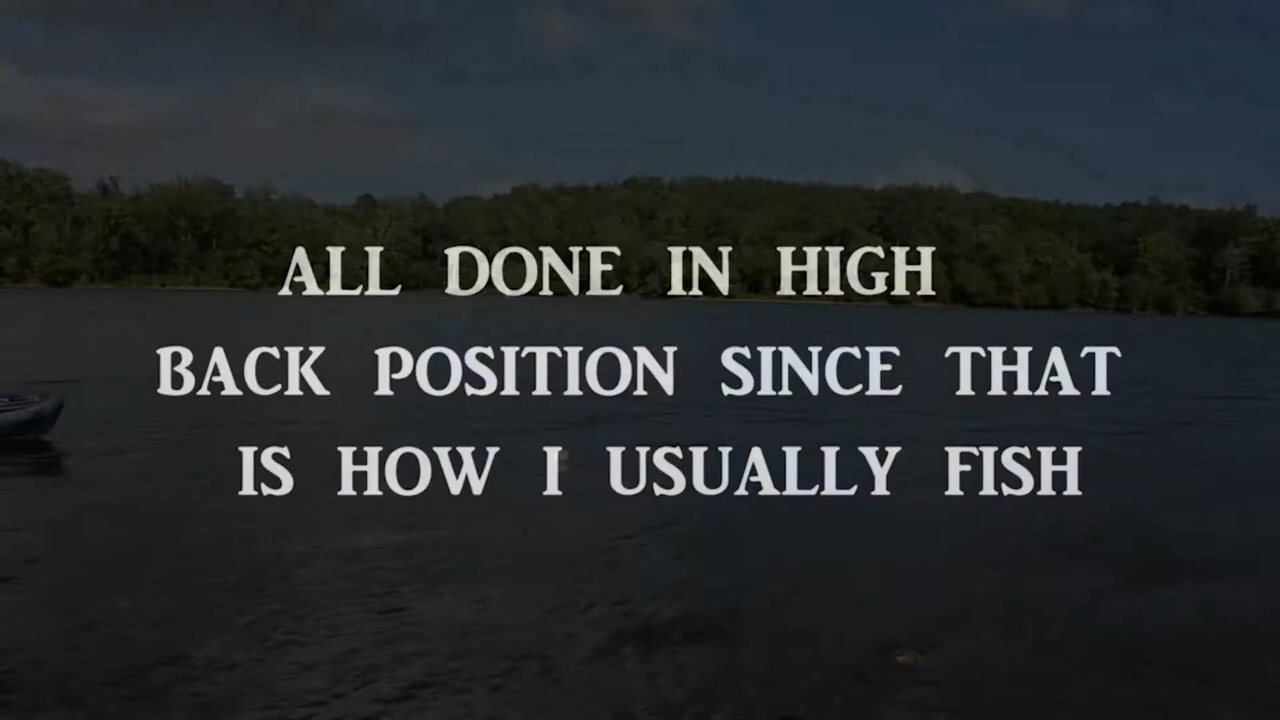 ALL DONE IN HIGH
BACK POSITION SINCE THAT
IS HOW I USUALLY FISH